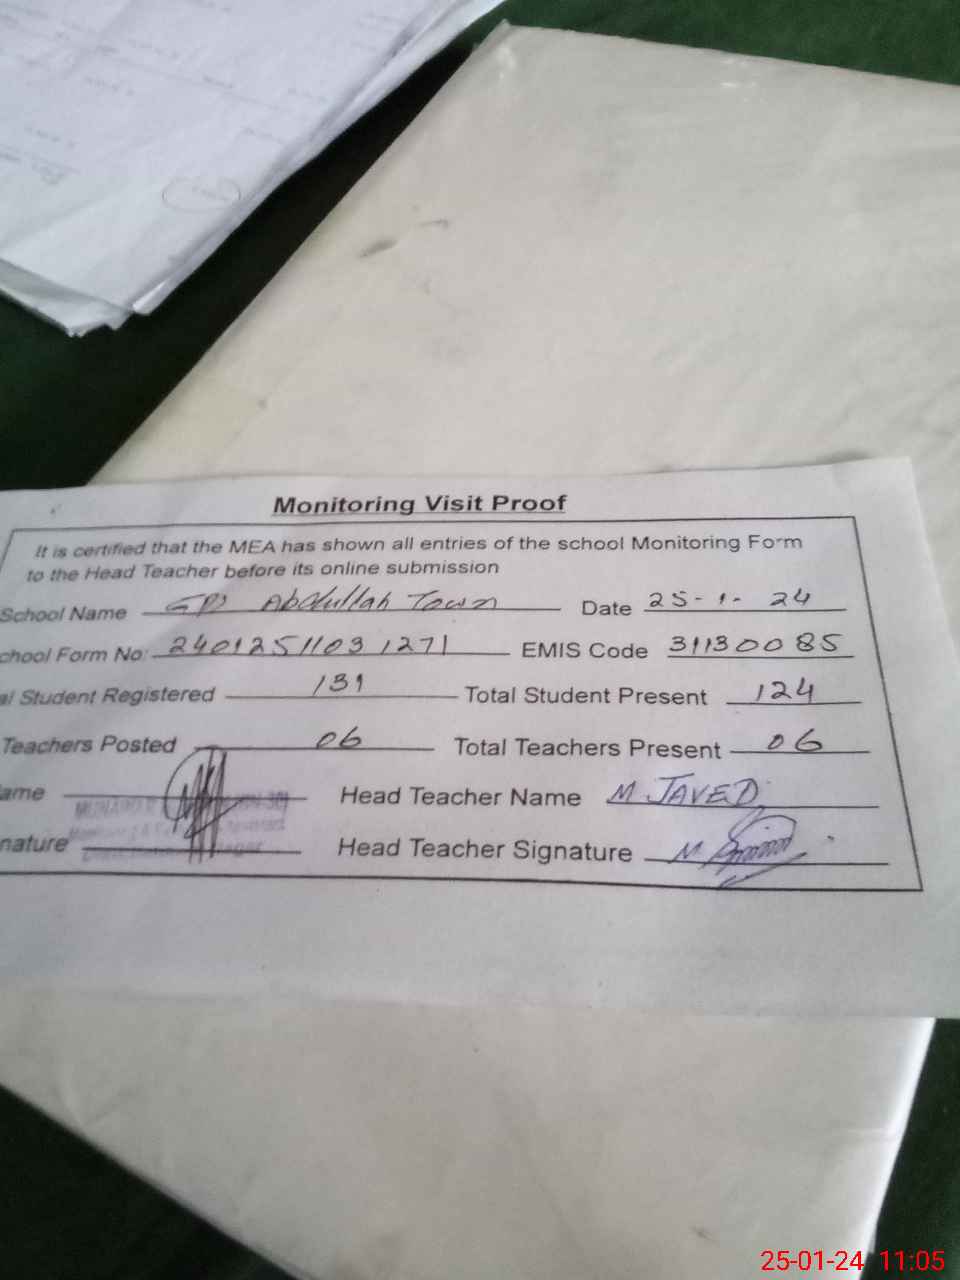 Monitoring Visit Proof
It is certified that the MEA has shown all entries of the school Monitoring Form
to the Head Teacher before its online submission
School Name GPS Abdullah Town Date 25-1-24
chool Form No: 24012511031271 EMIS Code 31130085
al Student Registered 131 Total Student Present 124
Teachers Posted 06 Total Teachers Present 06
ame Head Teacher Name M JAVED
nature Head Teacher Signature M
25-01-24 11:05